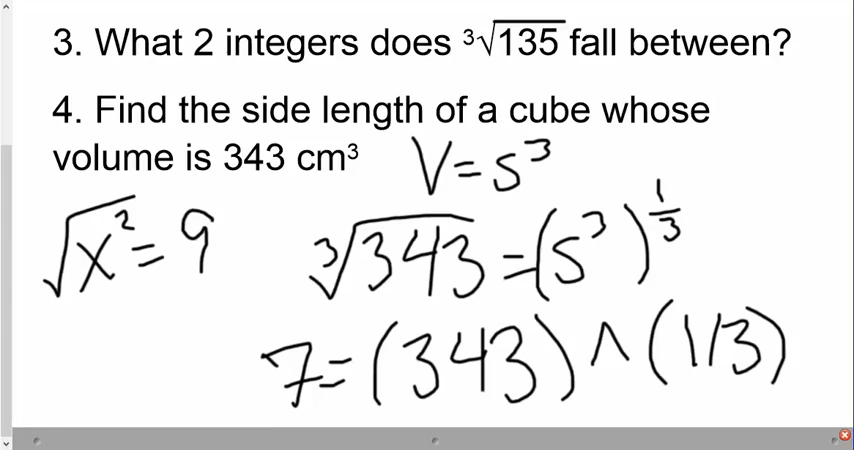 3. What 2 integers does ³√135 fall between?
4. Find the side length of a cube whose
volume is 343 cm³
V=s³
√x²=9
³√343=(s³)^1/3
7=(343)^(1/3)